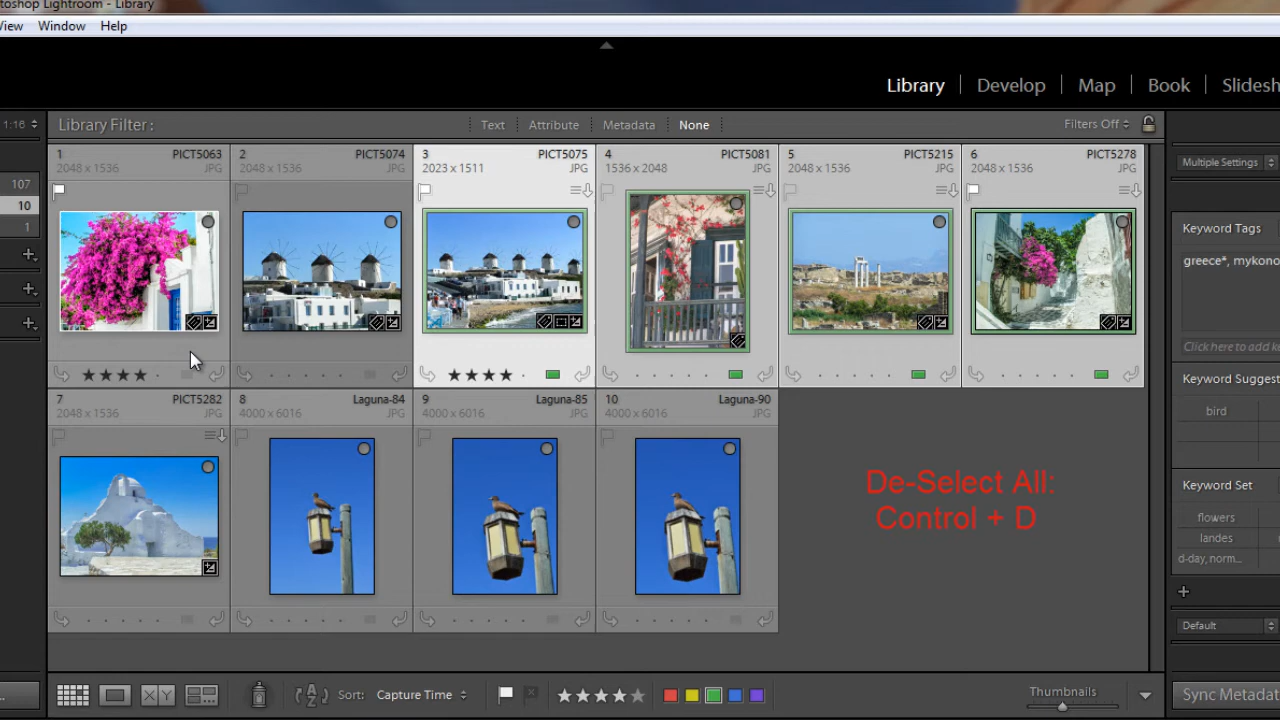 toshop Lightroom - Library
View Window Help
Library Develop Map Book Slidesh
1:16 Library Filter : Text Attribute Metadata None Filters Off
1 PICT5063 2 PICT5074 3 PICT5075 4 PICT5081 5 PICT5215 6 PICT5278
2048 x 1536 JPG 2048 x 1536 JPG 2023 x 1511 JPG 1536 x 2048 JPG 2048 x 1536 JPG 2048 x 1536 JPG
Multiple Settings
107
10
1
Keyword Tags
greece*, mykono
Click here to add ke
Keyword Suggest
7 PICT5282 8 Laguna-84 9 Laguna-85 10 Laguna-90
2048 x 1536 JPG 4000 x 6016 JPG 4000 x 6016 JPG 4000 x 6016 JPG
bird
De-Select All:
Control + D
Keyword Set
flowers
landes
d-day, norm...
Default
Sort: Capture Time Thumbnails
XY
Sync Metadat